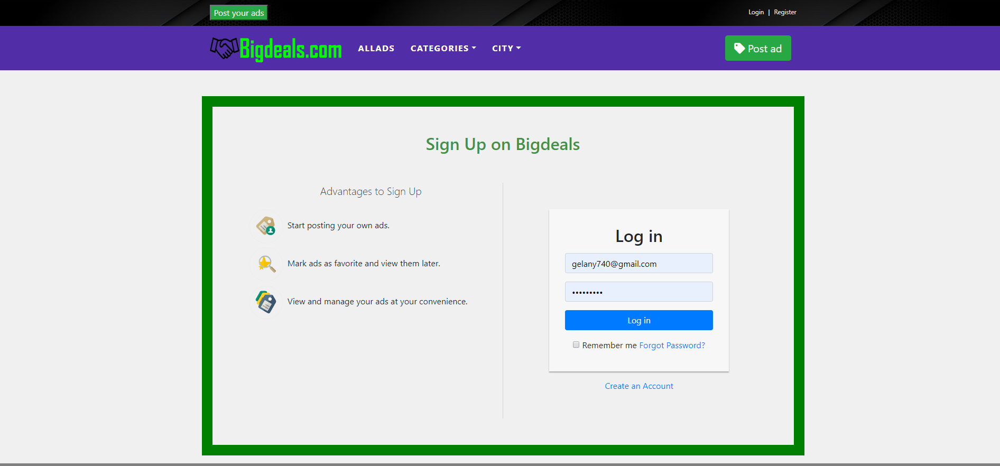 Post your ads
Login | Register
Bigdeals.com
ALLADS CATEGORIES CITY
Post ad
Sign Up on Bigdeals
Advantages to Sign Up
Start posting your own ads.
Mark ads as favorite and view them later.
View and manage your ads at your convenience.
Log in
gelany740@gmail.com
•••••••••
Log in
Remember me Forgot Password?
Create an Account